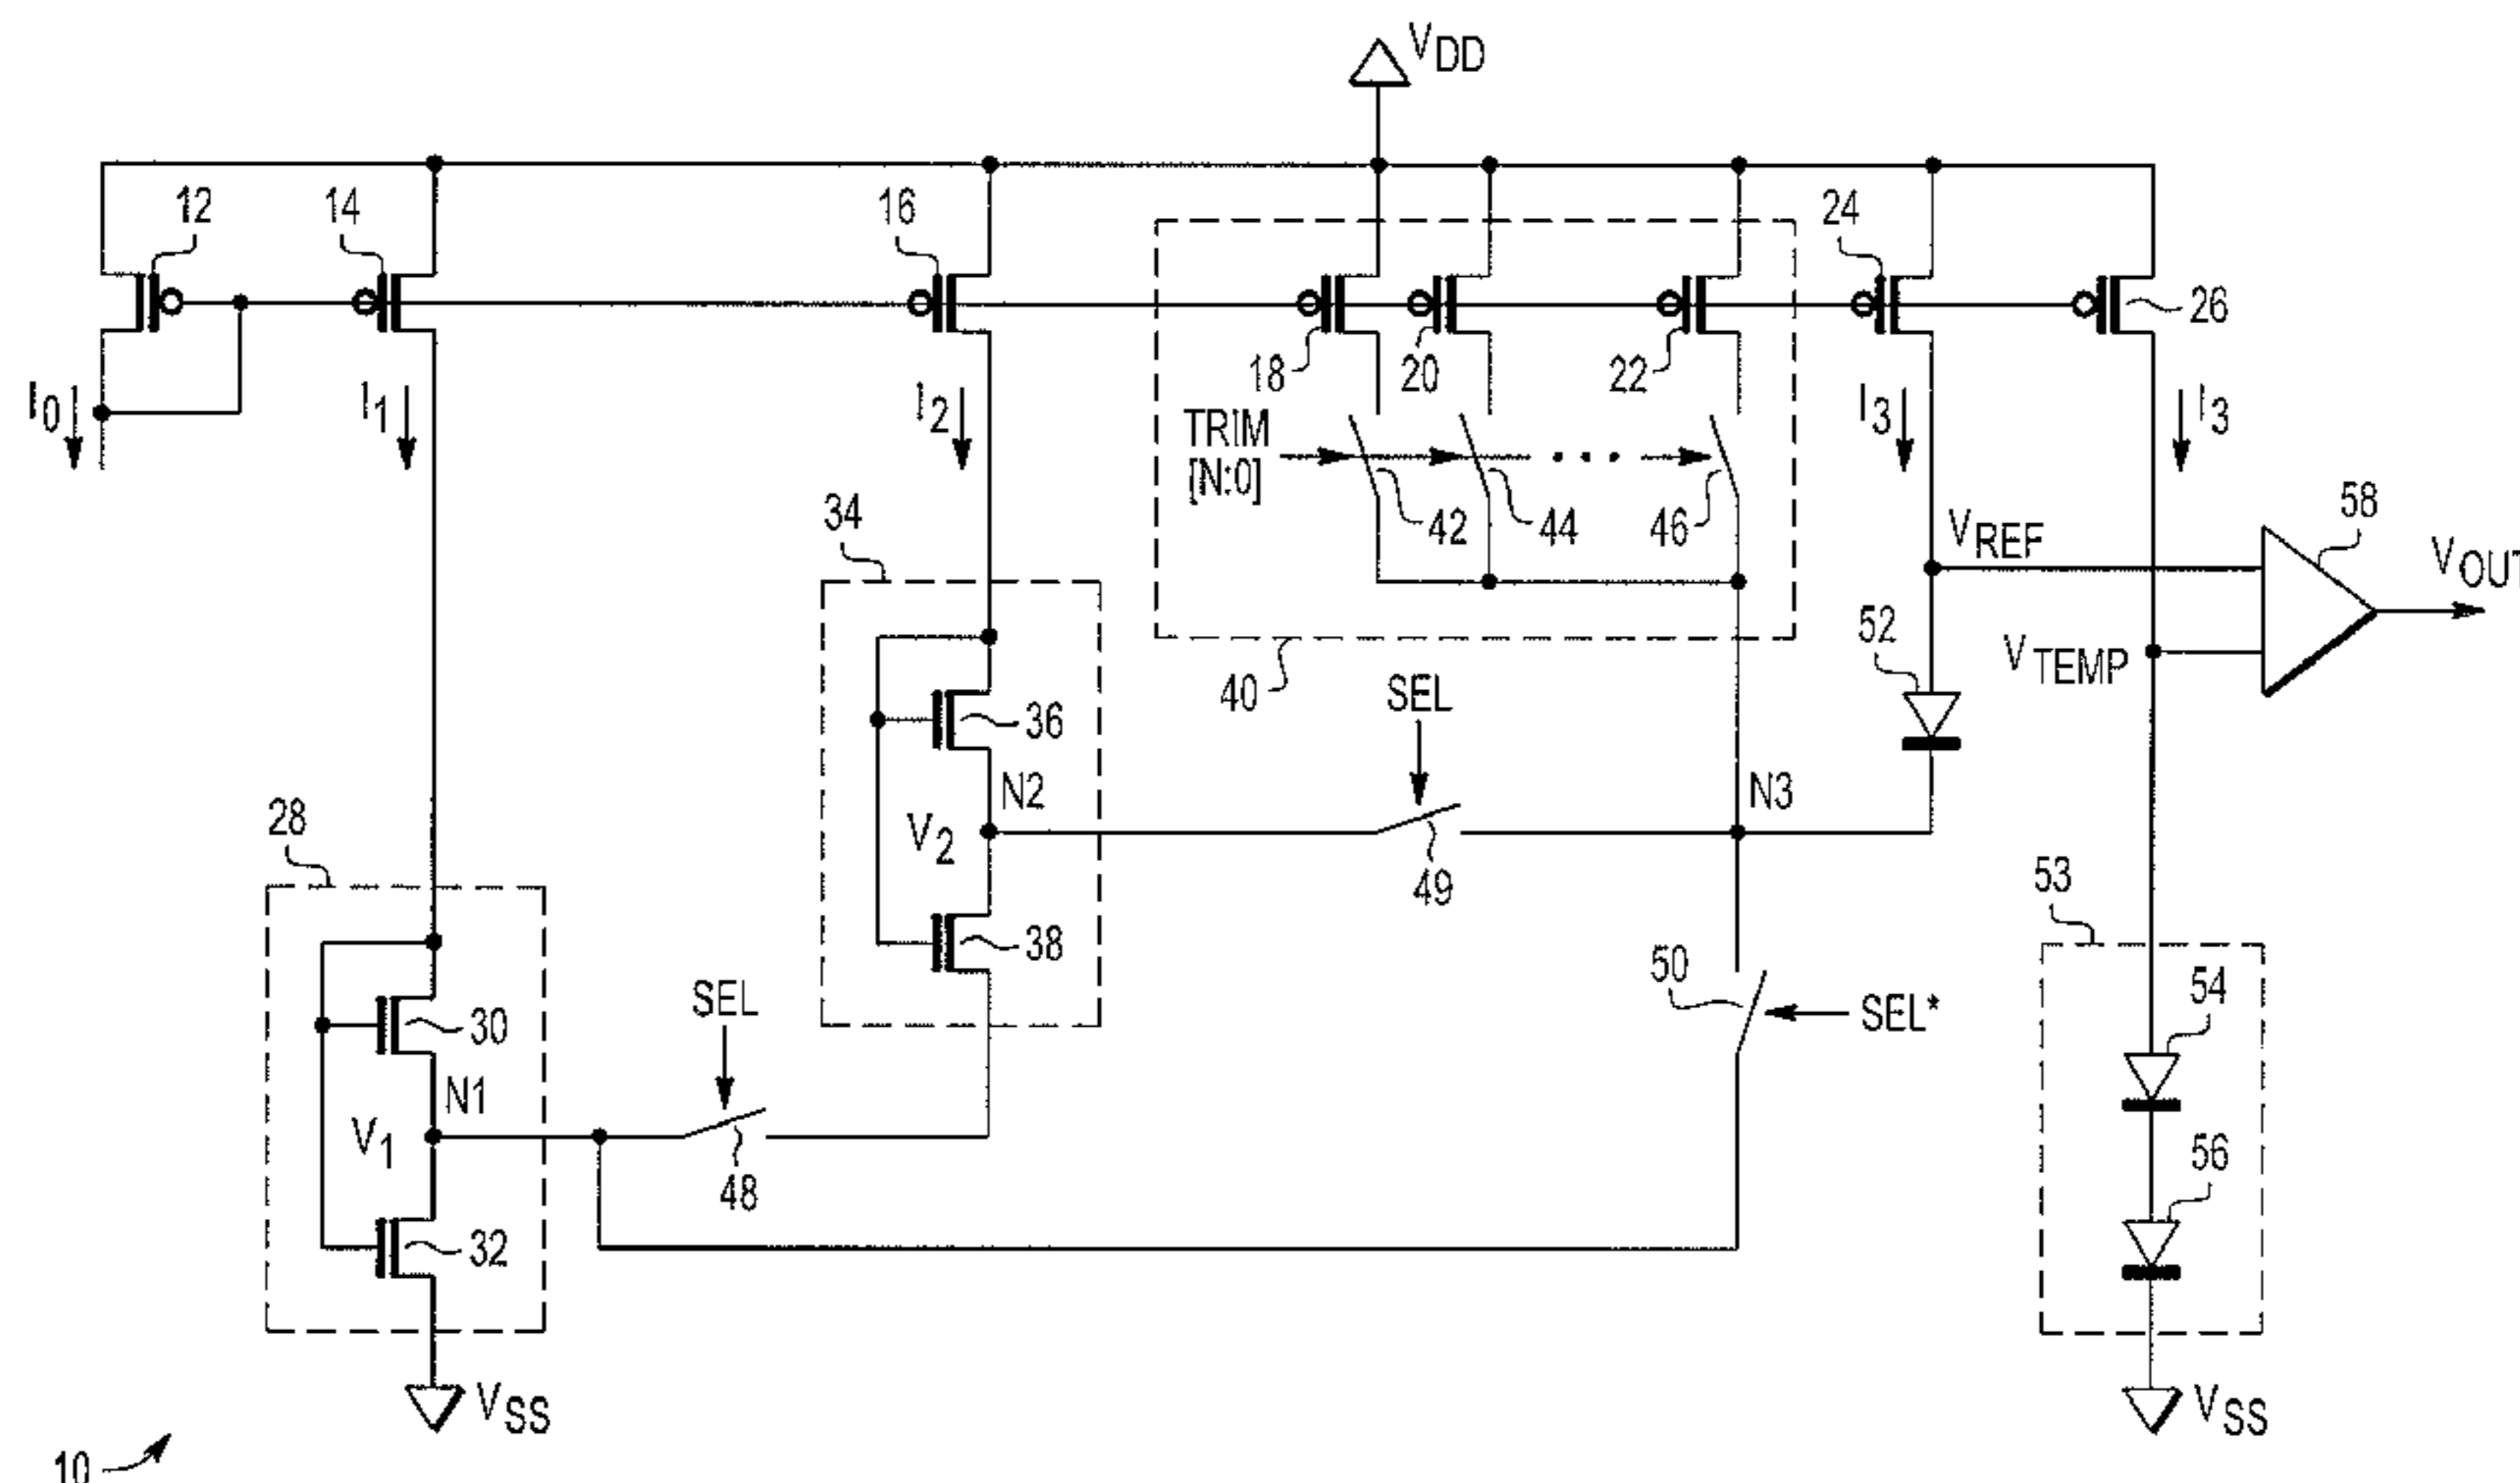 VDD
12
14
16
24
26
18
20
22
I0
I1
I2
I3
I3
TRIM
[N:0]
42
44
46
34
VREF
58
VOUT
52
VTEMP
40
SEL
36
N2
N3
V2
28
49
53
38
50
SEL*
54
SEL
30
N1
V1
48
56
32
VSS
VSS
10